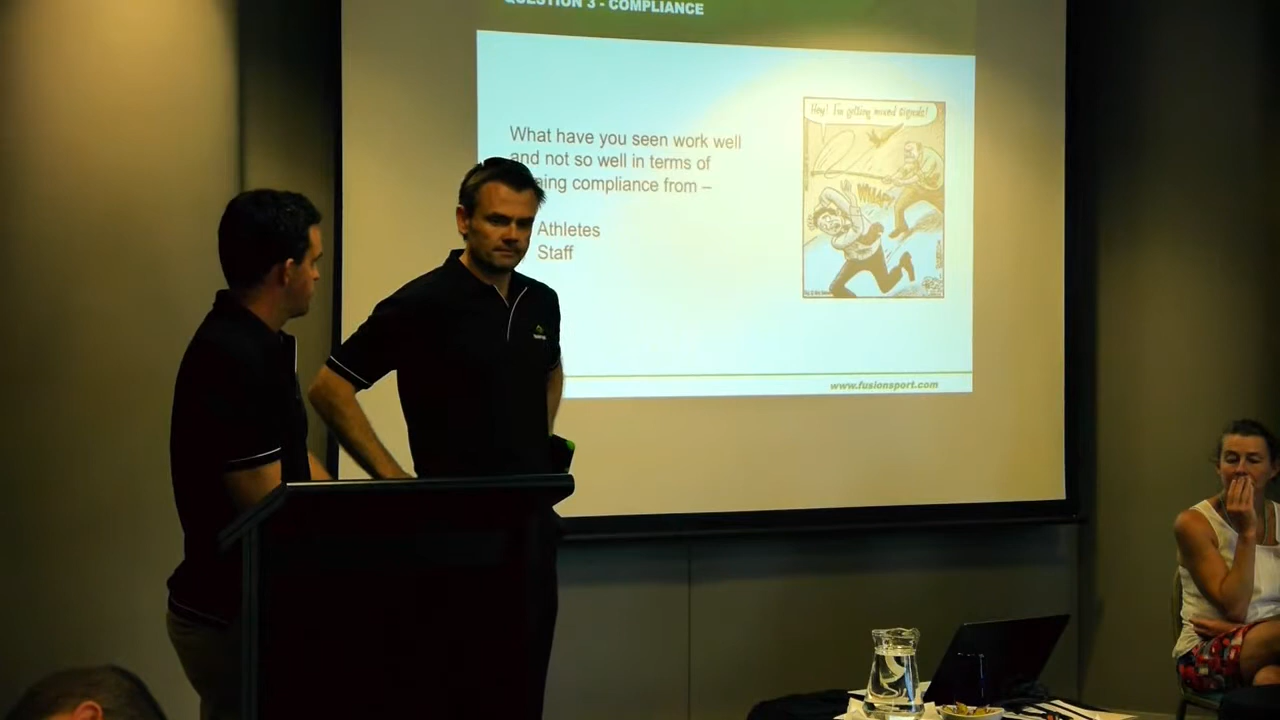 QUESTION 3 - COMPLIANCE
What have you seen work well
and not so well in terms of
compliance from –
Athletes
Staff
Hey! I'm getting mixed signals!
www.fusionsport.com